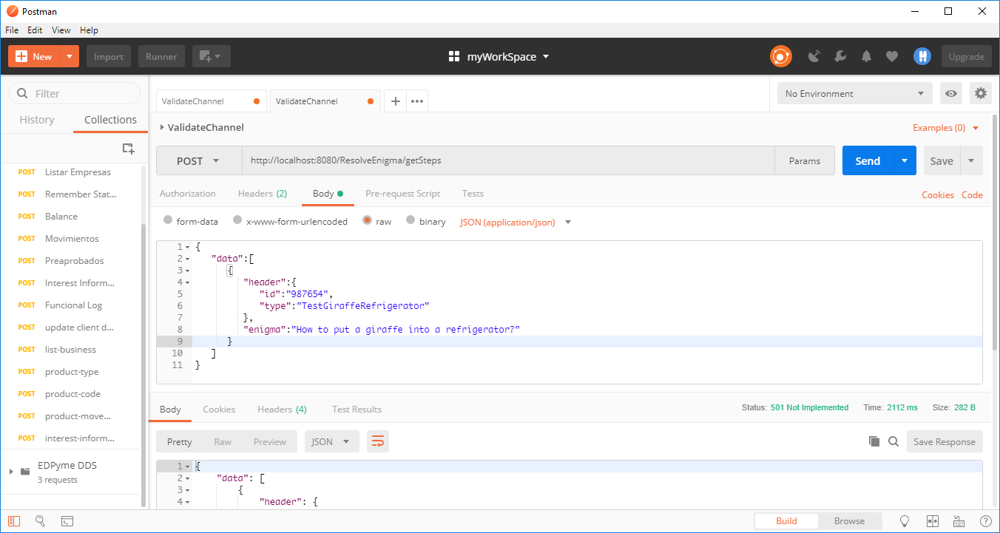 Postman
File Edit View Help
New Import Runner myWorkSpace Upgrade
Filter
History Collections
POST Listar Empresas
POST Remember Stat...
POST Balance
POST Movimientos
POST Preaprobados
POST Interest Inform...
POST Funcional Log
POST update client d...
POST list-business
POST product-type
POST product-code
POST product-move...
POST interest-inform...
EDPyme DDS
3 requests
ValidateChannel ValidateChannel No Environment
ValidateChannel Examples (0)
POST http://localhost:8080/ResolveEnigma/getSteps Params Send Save
Authorization Headers (2) Body Pre-request Script Tests Cookies Code
form-data x-www-form-urlencoded raw binary JSON (application/json)
1 {
2 "data":[
3 {
4 "header":{
5 "id":"987654",
6 "type":"TestGiraffeRefrigerator"
7 },
8 "enigma":"How to put a giraffe into a refrigerator?"
9 }
10 ]
11 }
Body Cookies Headers (4) Test Results Status: 501 Not Implemented Time: 2112 ms Size: 282 B
Pretty Raw Preview JSON Save Response
1 {
2 "data": [
3 {
4 "header": {
Build Browse